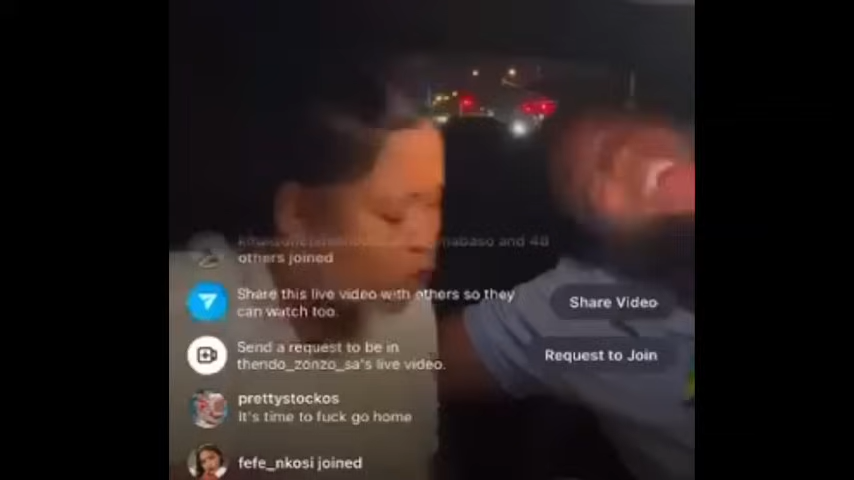 and 48
others joined
Share this live video with others so they
can watch too.
Share Video
Send a request to be in
thendo_zonzo_sa's live video.
Request to Join
prettystockos
It's time to fuck go home
fefe_nkosi joined